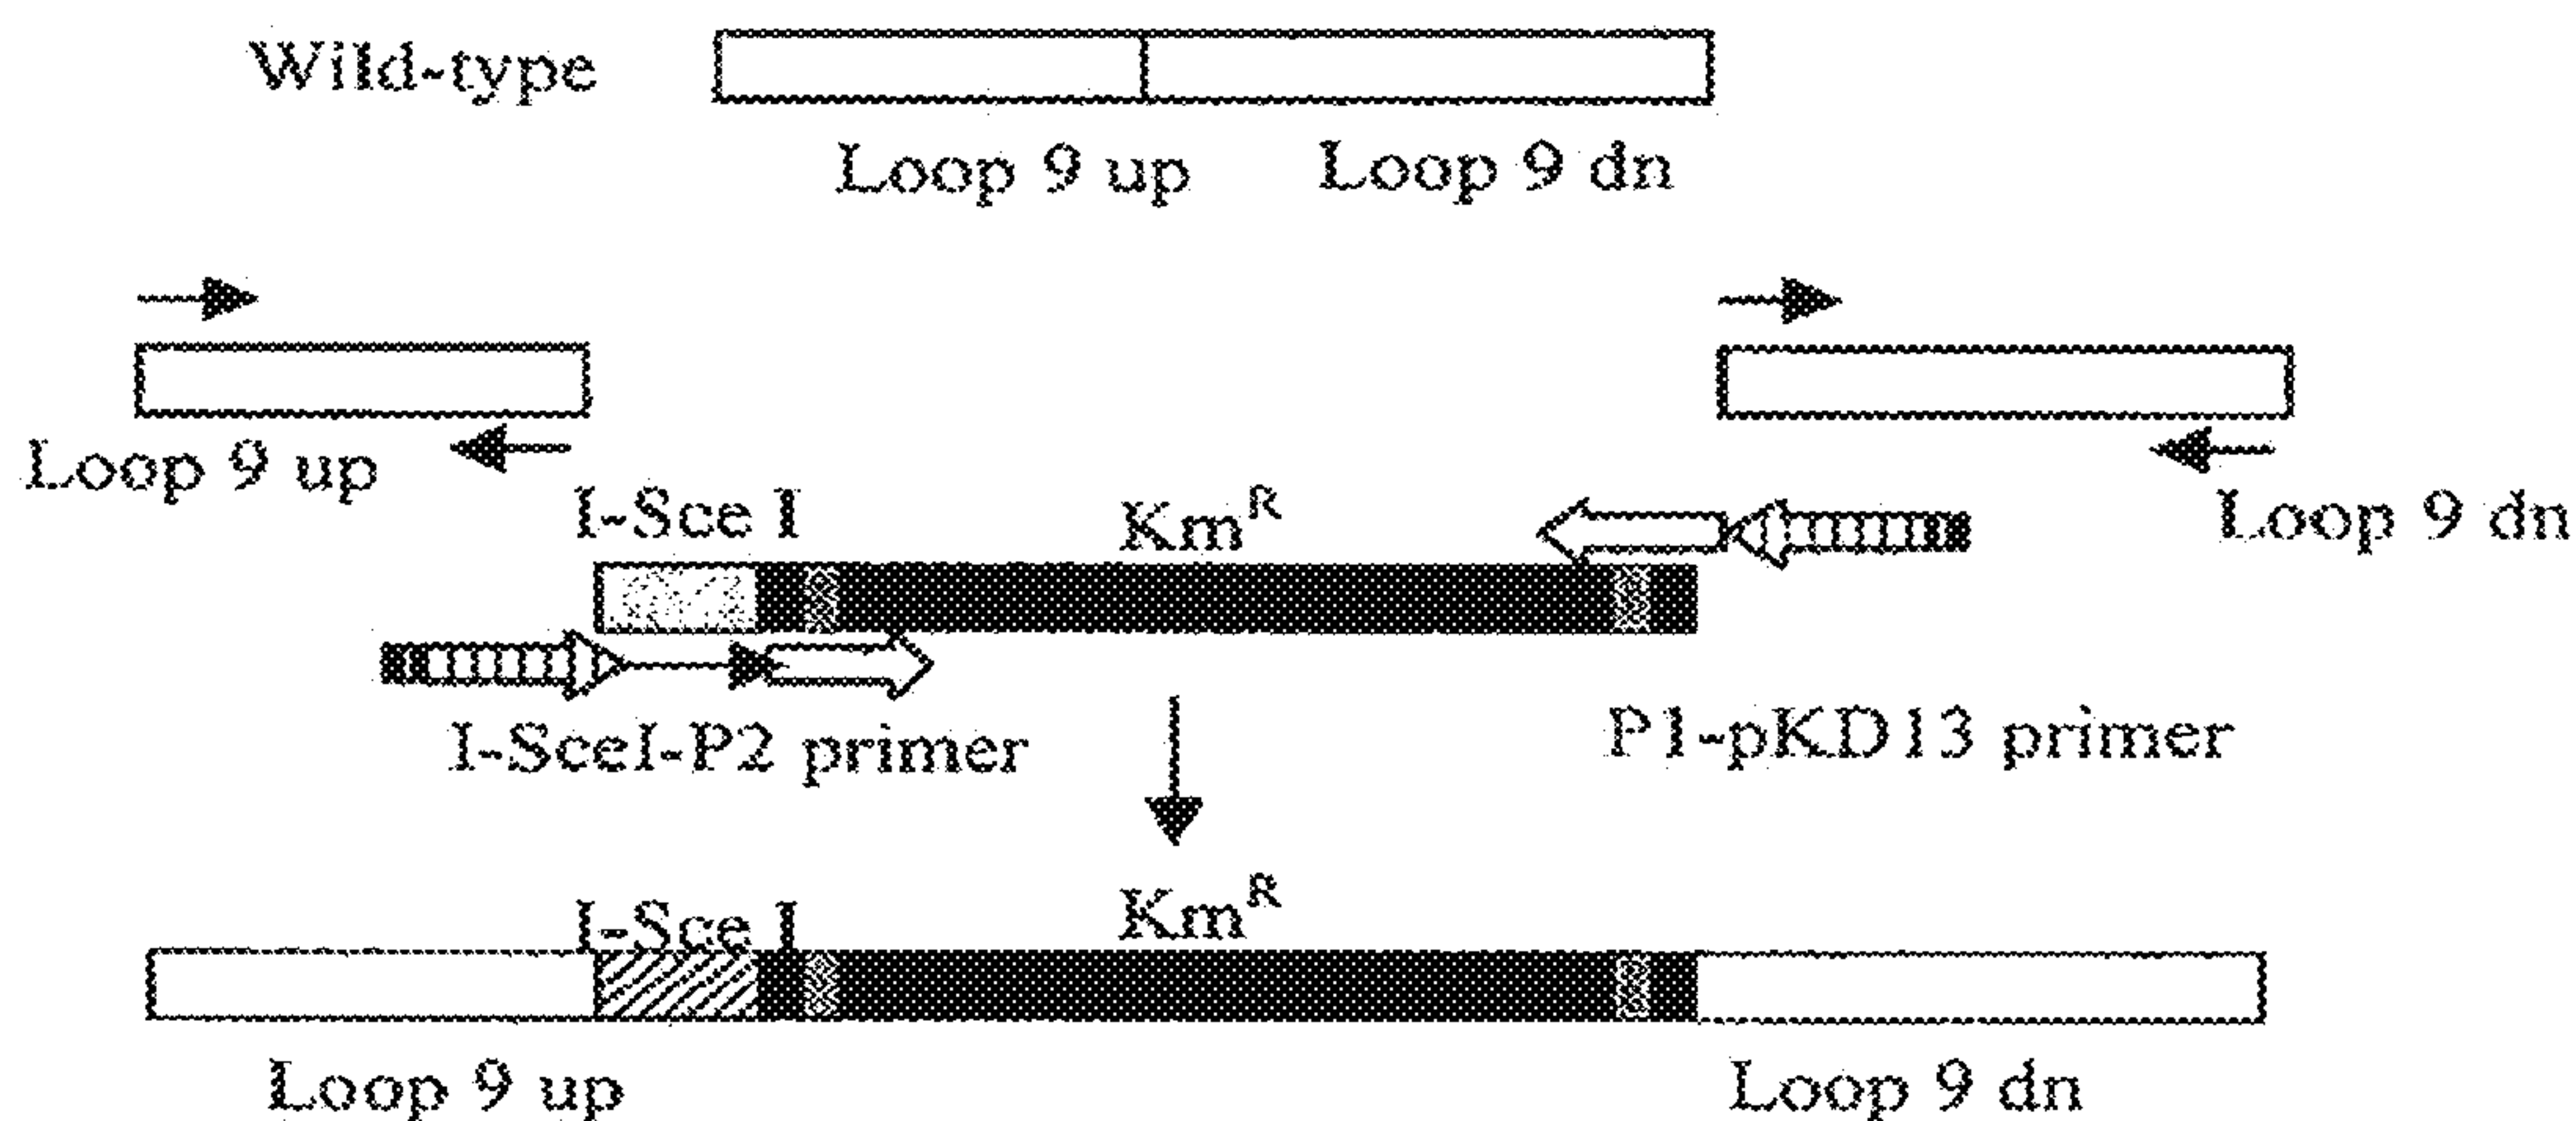 Wild-type
Loop 9 up
Loop 9 dn
Loop 9 up
I-Sce I
Km^R
Loop 9 dn
I-SceI-P2 primer
P1-pKD13 primer
I-Sce I
Km^R
Loop 9 up
Loop 9 dn